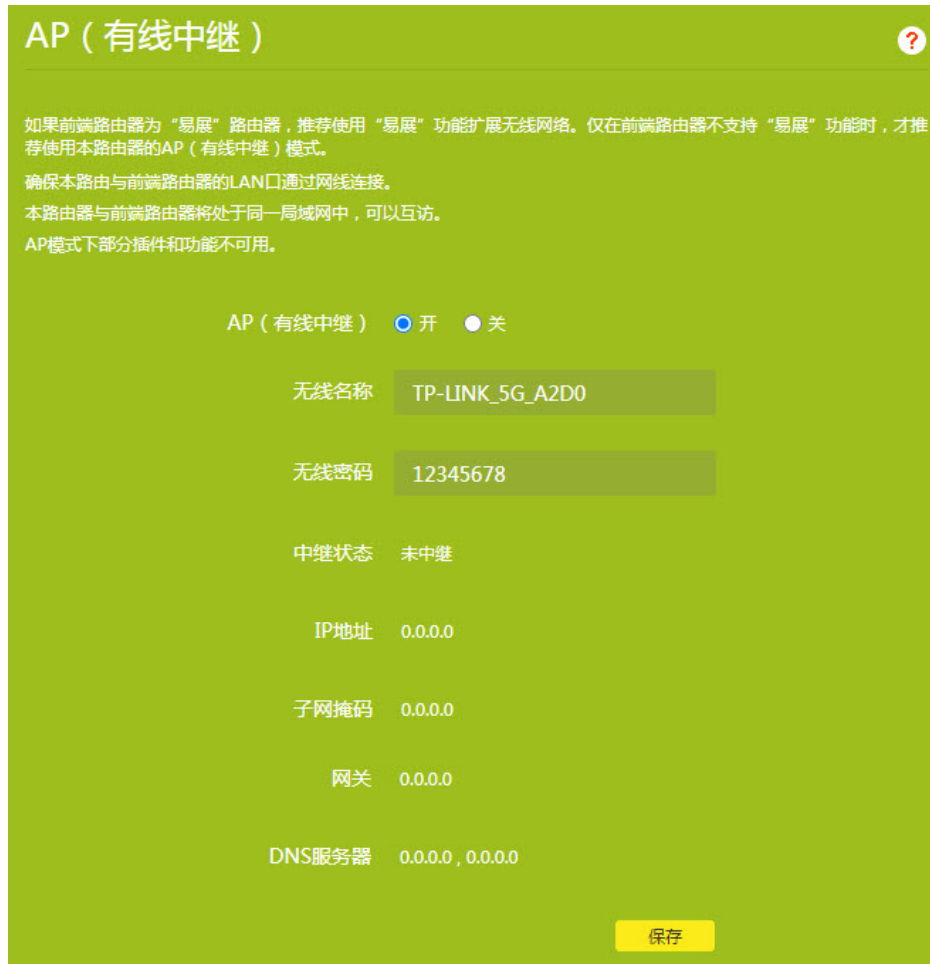 AP（有线中继）
?
如果前端路由器为“易展”路由器，推荐使用“易展”功能扩展无线网络。仅在前端路由器不支持“易展”功能时，才推
荐使用本路由器的AP（有线中继）模式。
确保本路由与前端路由器的LAN口通过网线连接。
本路由器与前端路由器将处于同一局域网中，可以互访。
AP模式下部分插件和功能不可用。
AP（有线中继） 开 关
无线名称 TP-LINK_5G_A2D0
无线密码 12345678
中继状态 未中继
IP地址 0.0.0.0
子网掩码 0.0.0.0
网关 0.0.0.0
DNS服务器 0.0.0.0 , 0.0.0.0
保存